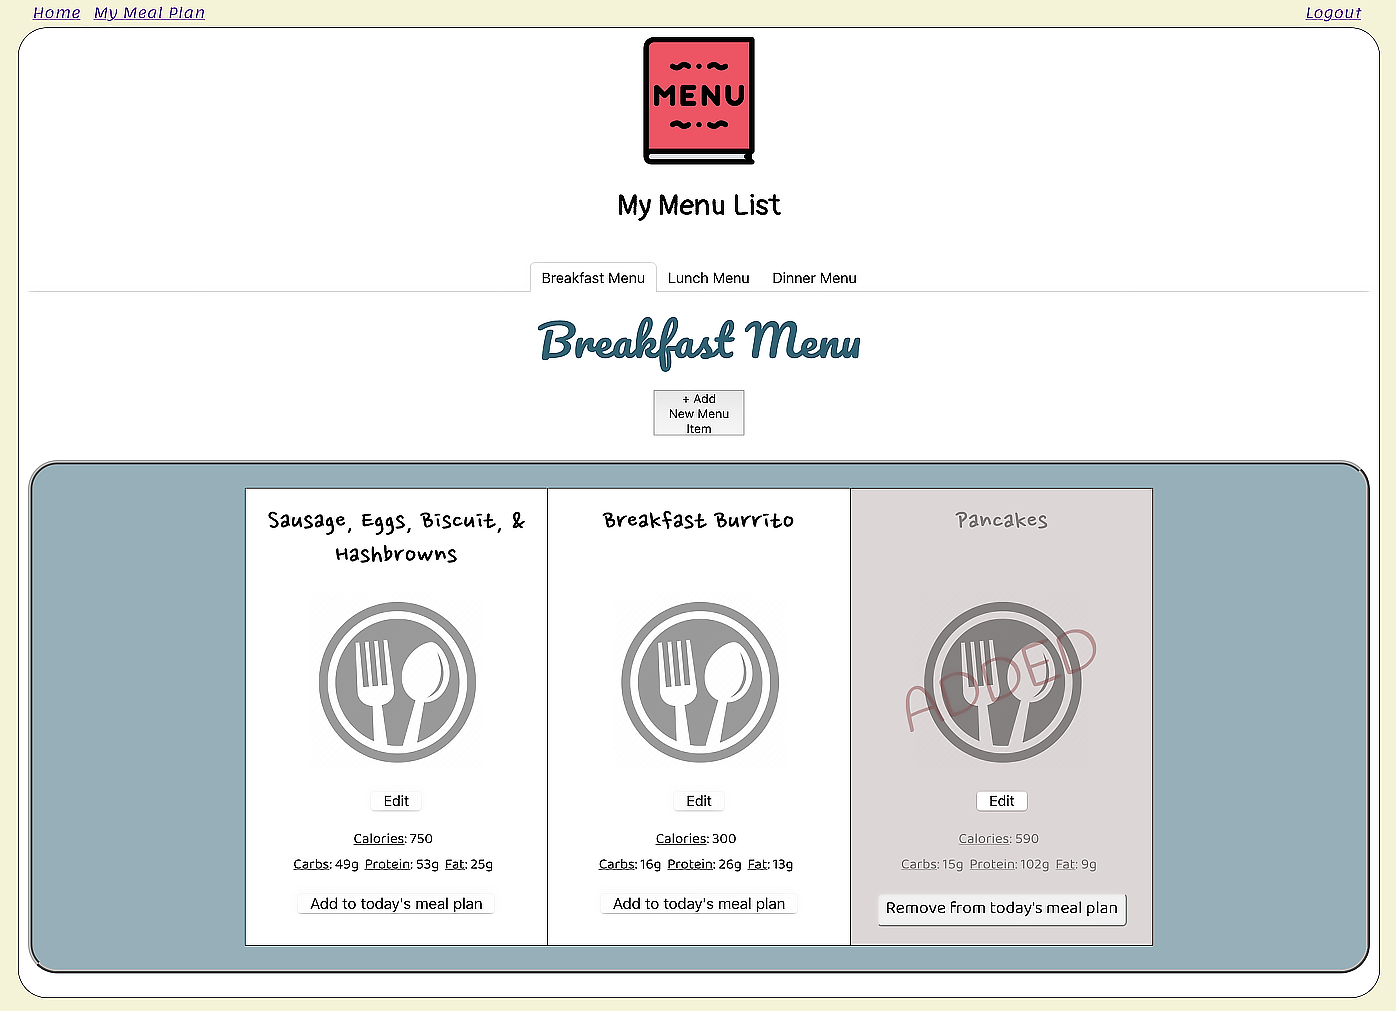 Home My Meal Plan Logout
MENU
My Menu List
Breakfast Menu Lunch Menu Dinner Menu
Breakfast Menu
+ Add
New Menu
Item
Sausage, Eggs, Biscuit, &
Hashbrowns
Edit
Calories: 750
Carbs: 49g Protein: 53g Fat: 25g
Add to today's meal plan
Breakfast Burrito
Edit
Calories: 300
Carbs: 16g Protein: 26g Fat: 13g
Add to today's meal plan
Pancakes
ADDED
Edit
Calories: 590
Carbs: 15g Protein: 102g Fat: 9g
Remove from today's meal plan